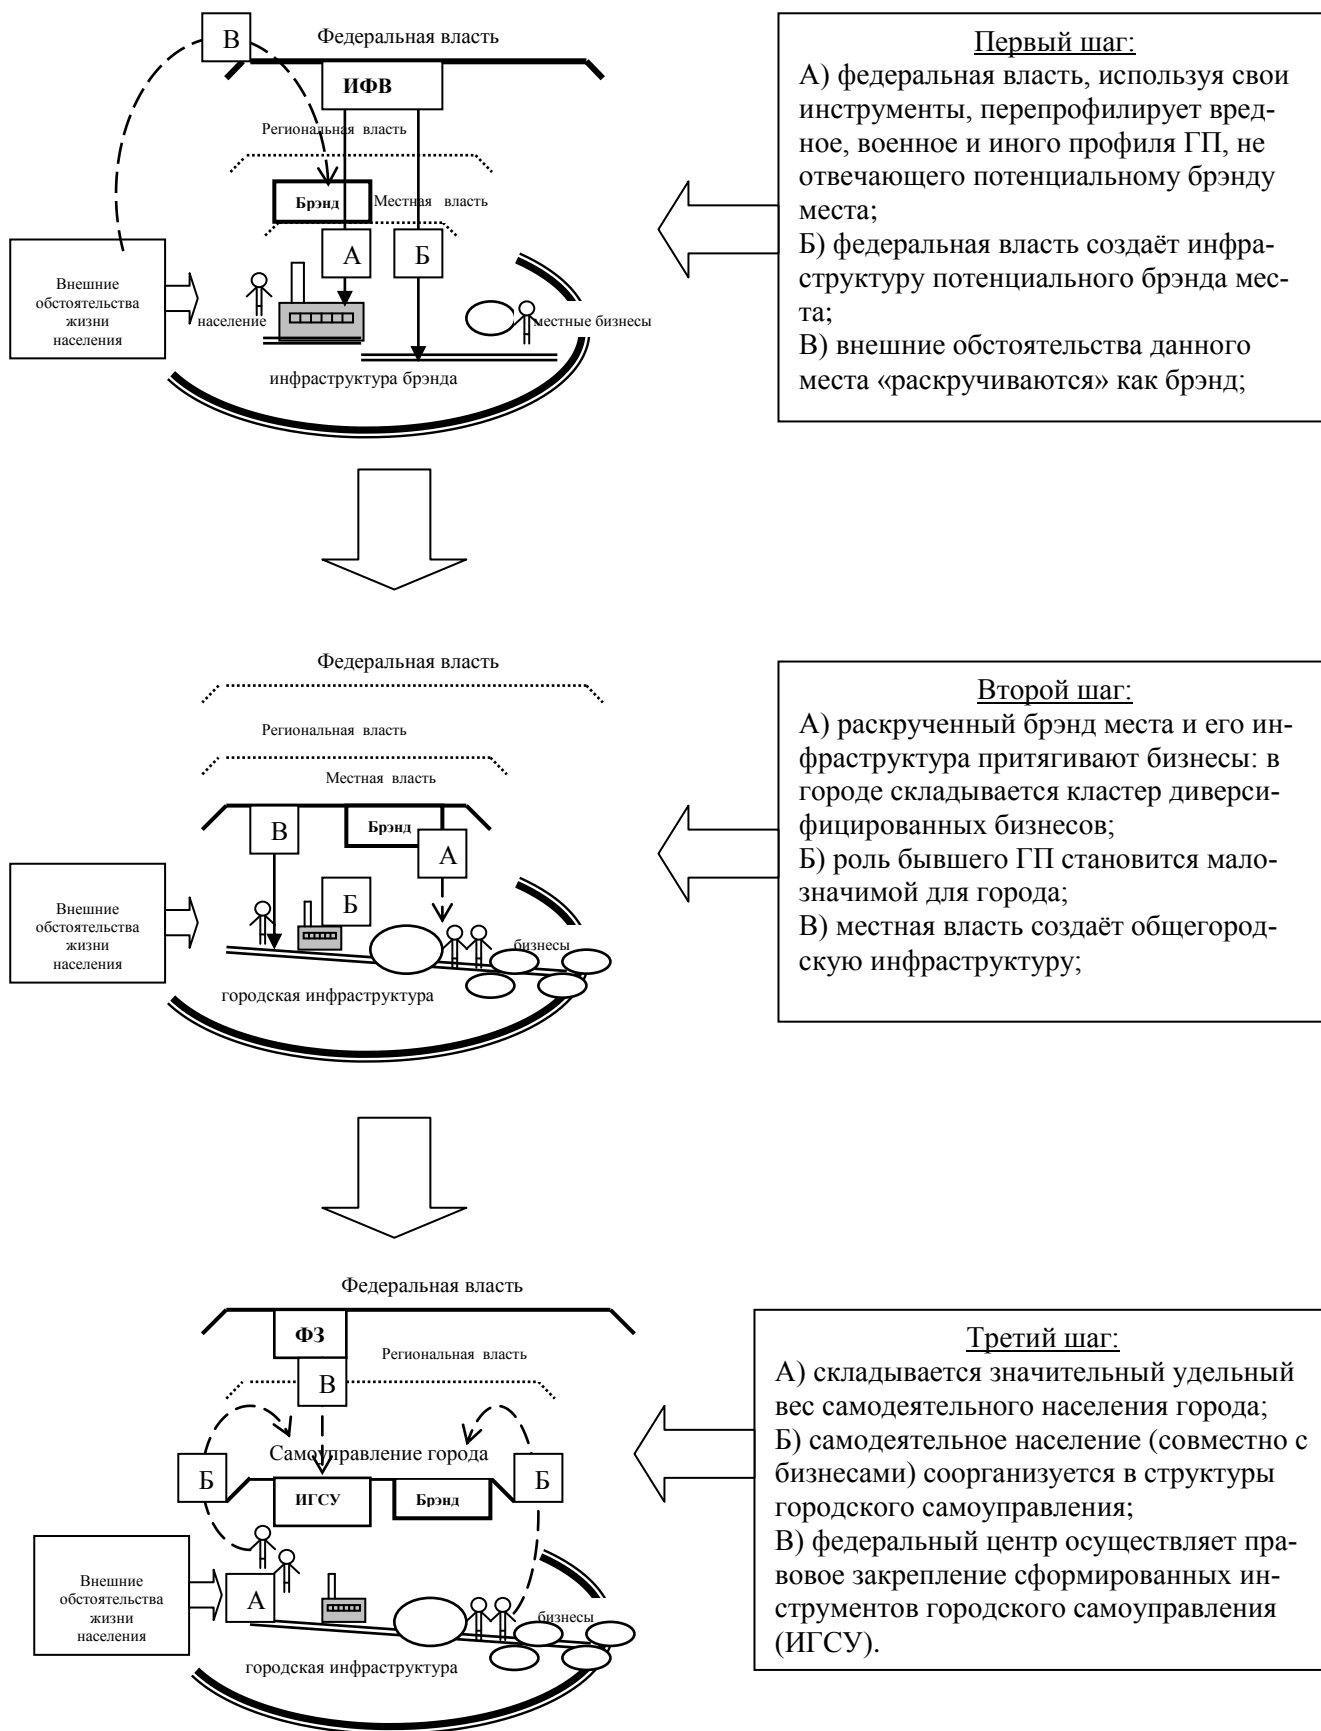 В
Федеральная власть
ИФВ
Региональная власть
Брэнд
Местная власть
А
Б
Внешние
обстоятельства
жизни
населения
население
местные бизнесы
инфраструктура брэнда
Первый шаг:
А) федеральная власть, используя свои
инструменты, перепрофилирует вред-
ное, военное и иного профиля ГП, не
отвечающего потенциальному брэнду
места;
Б) федеральная власть создаёт инфра-
структуру потенциального брэнда мес-
та;
В) внешние обстоятельства данного
места «раскручиваются» как брэнд;
Федеральная власть
Региональная власть
Местная власть
В
Брэнд
А
Б
Внешние
обстоятельства
жизни
населения
бизнесы
городская инфраструктура
Второй шаг:
А) раскрученный брэнд места и его ин-
фраструктура притягивают бизнесы: в
городе складывается кластер диверси-
фицированных бизнесов;
Б) роль бывшего ГП становится мало-
значимой для города;
В) местная власть создаёт общегород-
скую инфраструктуру;
Федеральная власть
ФЗ
Региональная власть
В
Самоуправление города
Б
Б
ИГСУ
Брэнд
Внешние
обстоятельства
жизни
населения
А
бизнесы
городская инфраструктура
Третий шаг:
А) складывается значительный удельный
вес самодеятельного населения города;
Б) самодеятельное население (совместно с
бизнесами) соорганизуется в структуры
городского самоуправления;
В) федеральный центр осуществляет пра-
вовое закрепление сформированных ин-
струментов городского самоуправления
(ИГСУ).